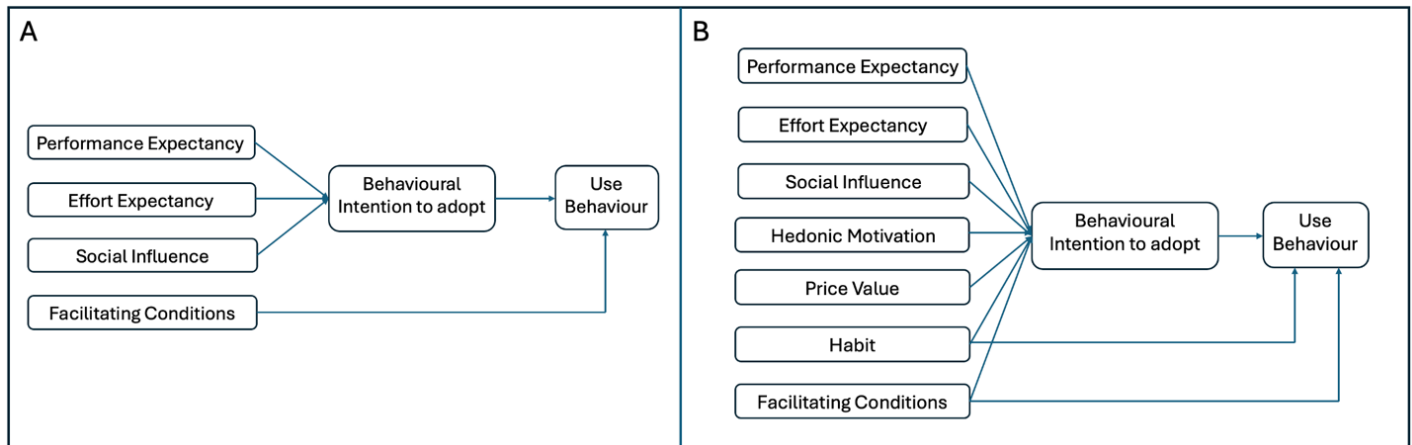 A
Performance Expectancy
Effort Expectancy
Social Influence
Facilitating Conditions
Behavioural
Intention to adopt
Use
Behaviour
B
Performance Expectancy
Effort Expectancy
Social Influence
Hedonic Motivation
Price Value
Habit
Facilitating Conditions
Behavioural
Intention to adopt
Use
Behaviour